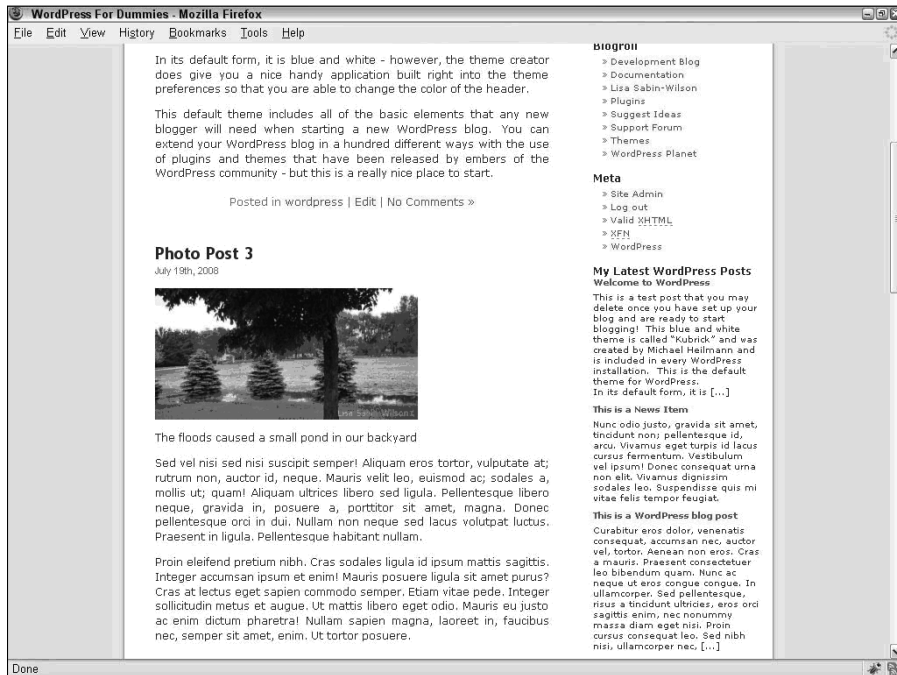 WordPress For Dummies - Mozilla Firefox
File Edit View History Bookmarks Tools Help
In its default form, it is blue and white - however, the theme creator
does give you a nice handy application built right into the theme
preferences so that you are able to change the color of the header.
This default theme includes all of the basic elements that any new
blogger will need when starting a new WordPress blog. You can
extend your WordPress blog in a hundred different ways with the use
of plugins and themes that have been released by embers of the
WordPress community - but this is a really nice place to start.
Posted in wordpress | Edit | No Comments »
Photo Post 3
July 19th, 2008
Lisa Sabin-Wilson
The floods caused a small pond in our backyard
Sed vel nisi sed nisi suscipit semper! Aliquam eros tortor, vulputate at;
rutrum non, auctor id, neque. Mauris velit leo, euismod ac; sodales a,
mollis ut; quam! Aliquam ultrices libero sed ligula. Pellentesque libero
neque, gravida in, posuere a, porttitor sit amet, magna. Donec
pellentesque orci in dui. Nullam non neque sed lacus volutpat luctus.
Praesent in ligula. Pellentesque habitant nullam.
Proin eleifend pretium nibh. Cras sodales ligula id ipsum mattis sagittis.
Integer accumsan ipsum et enim! Mauris posuere ligula sit amet purus?
Cras at lectus eget sapien commodo semper. Etiam vitae pede. Integer
sollicitudin metus et augue. Ut mattis libero eget odio. Mauris eu justo
ac enim dictum pharetra! Nullam sapien magna, laoreet in, faucibus
nec, semper sit amet, enim. Ut tortor posuere.
Blogroll
» Development Blog
» Documentation
» Lisa Sabin-Wilson
» Plugins
» Suggest Ideas
» Support Forum
» Themes
» WordPress Planet
Meta
» Site Admin
» Log out
» Valid XHTML
» XFN
» WordPress
My Latest WordPress Posts
Welcome to WordPress
This is a test post that you may
delete once you have set up your
blog and are ready to start
blogging! This blue and white
theme is called “Kubrick” and was
created by Michael Heilmann and
is included in every WordPress
installation. This is the default
theme for WordPress.
In its default form, it is [...]
This is a News Item
Nunc odio justo, gravida sit amet,
tincidunt non; pellentesque id,
arcu. Vivamus eget turpis id lacus
cursus fermentum. Vestibulum
vel ipsum! Donec consequat urna
non elit. Vivamus dignissim
sodales leo. Suspendisse quis mi
vitae felis tempor feugiat.
This is a WordPress blog post
Curabitur eros dolor, venenatis
consequat, accumsan nec, auctor
vel, tortor. Aenean non eros. Cras
a mauris. Praesent consectetuer
leo bibendum quam. Nunc ac
neque ut eros congue congue. In
ullamcorper. Sed pellentesque,
risus a tincidunt ultricies, eros orci
sagittis enim, nec nonummy
massa diam eget nisi. Proin
cursus consequat leo. Sed nibh
nisi, ullamcorper nec, [...]
Done